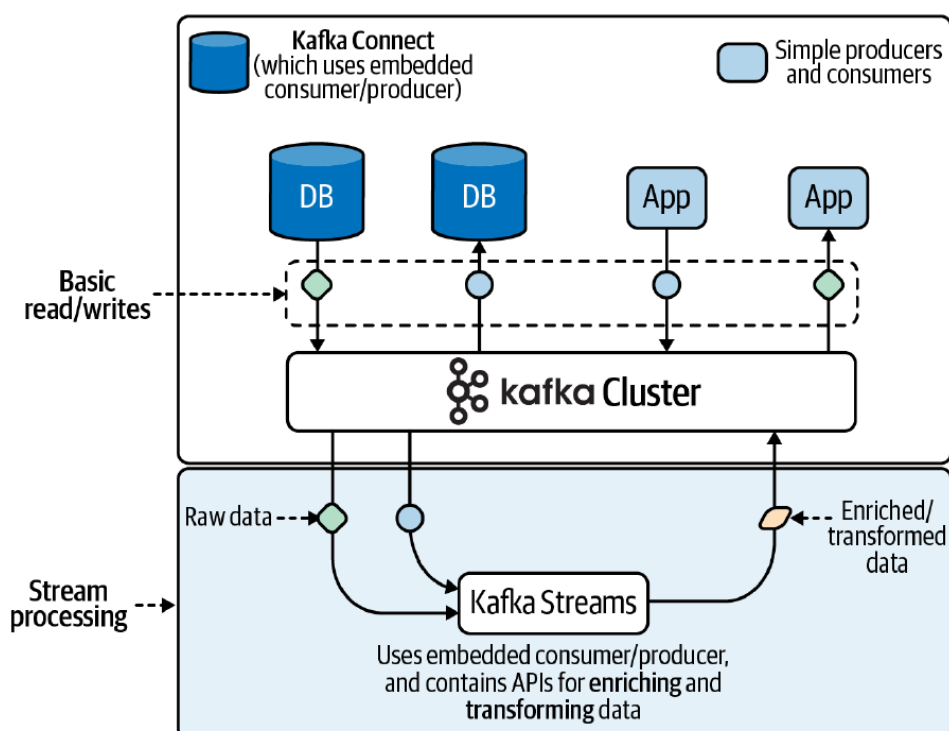 Kafka Connect
(which uses embedded
consumer/producer)
Simple producers
and consumers
DB
DB
App
App
Basic
read/writes
kafka Cluster
Raw data
Enriched/
transformed
data
Stream
processing
Kafka Streams
Uses embedded consumer/producer,
and contains APIs for enriching and
transforming data